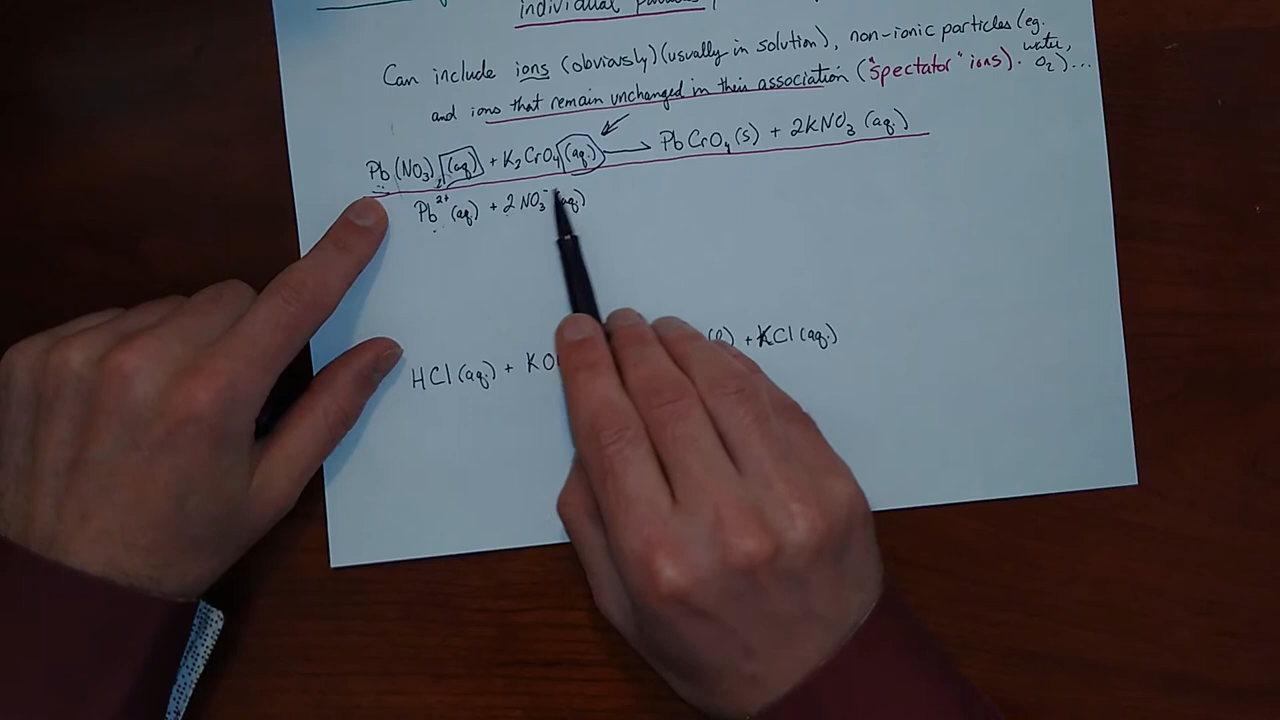 individual
Can include ions (obviously) (usually in solution), non-ionic particles (eg. water, O₂)...
and ions that remain unchanged in their association ("spectator" ions).
Pb(NO₃)₂(aq) + K₂CrO₄(aq) → PbCrO₄(s) + 2KNO₃(aq)
Pb²⁺(aq) + 2NO₃⁻(aq)
HCl(aq) + KO (l) + KCl(aq)